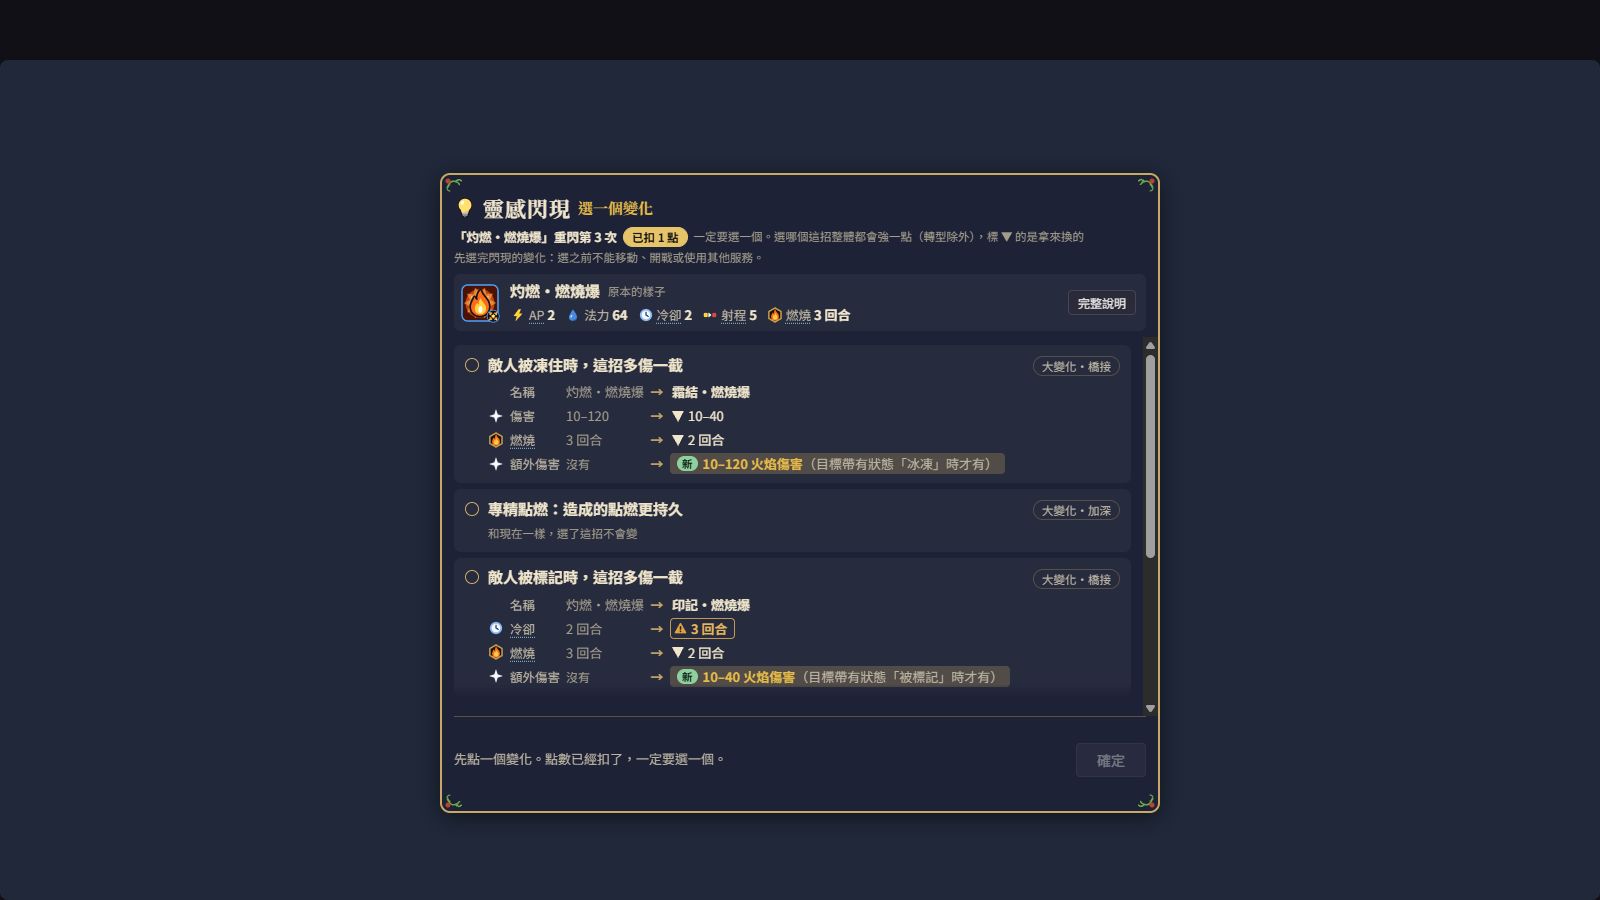 靈感閃現 選一個變化
「灼燃・燃燒爆」重閃第 3 次 已扣 1 點 一定要選一個。選哪個這招整體都會強一點（轉型除外），標 ▼ 的是拿來換的
先選完閃現的變化：選之前不能移動、開戰或使用其他服務。
灼燃・燃燒爆 原本的樣子
AP 2 法力 64 冷卻 2 射程 5 燃燒 3 回合
完整說明
敵人被凍住時，這招多傷一截 大變化・橋接
名稱 灼燃・燃燒爆 → 霜結・燃燒爆
傷害 10–120 → ▼ 10–40
燃燒 3 回合 → ▼ 2 回合
額外傷害 沒有 → 新 10–120 火焰傷害（目標帶有狀態「冰凍」時才有）
專精點燃：造成的點燃更持久 大變化・加深
和現在一樣，選了這招不會變
敵人被標記時，這招多傷一截 大變化・橋接
名稱 灼燃・燃燒爆 → 印記・燃燒爆
冷卻 2 回合 → 3 回合
燃燒 3 回合 → ▼ 2 回合
額外傷害 沒有 → 新 10–40 火焰傷害（目標帶有狀態「被標記」時才有）
先點一個變化。點數已經扣了，一定要選一個。
確定